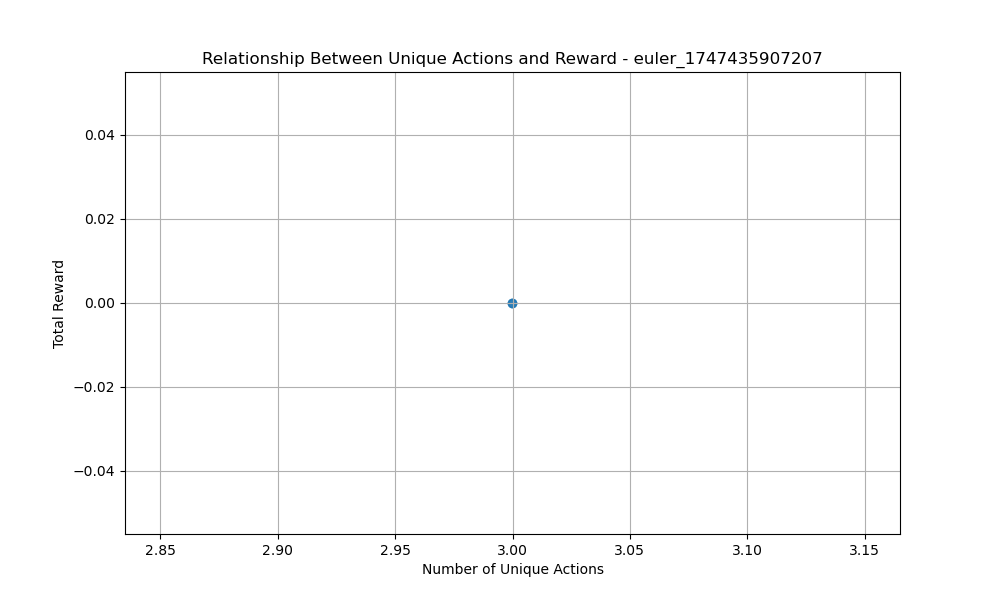 Relationship Between Unique Actions and Reward - euler_1747435907207
0.04
0.02
0.00
−0.02
−0.04
Total Reward
2.85 2.90 2.95 3.00 3.05 3.10 3.15
Number of Unique Actions